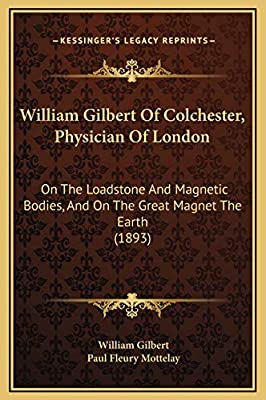 KESSINGER'S LEGACY REPRINTS
William Gilbert Of Colchester,
Physician Of London
On The Loadstone And Magnetic
Bodies, And On The Great Magnet The
Earth
(1893)
William Gilbert
Paul Fleury Mottelay